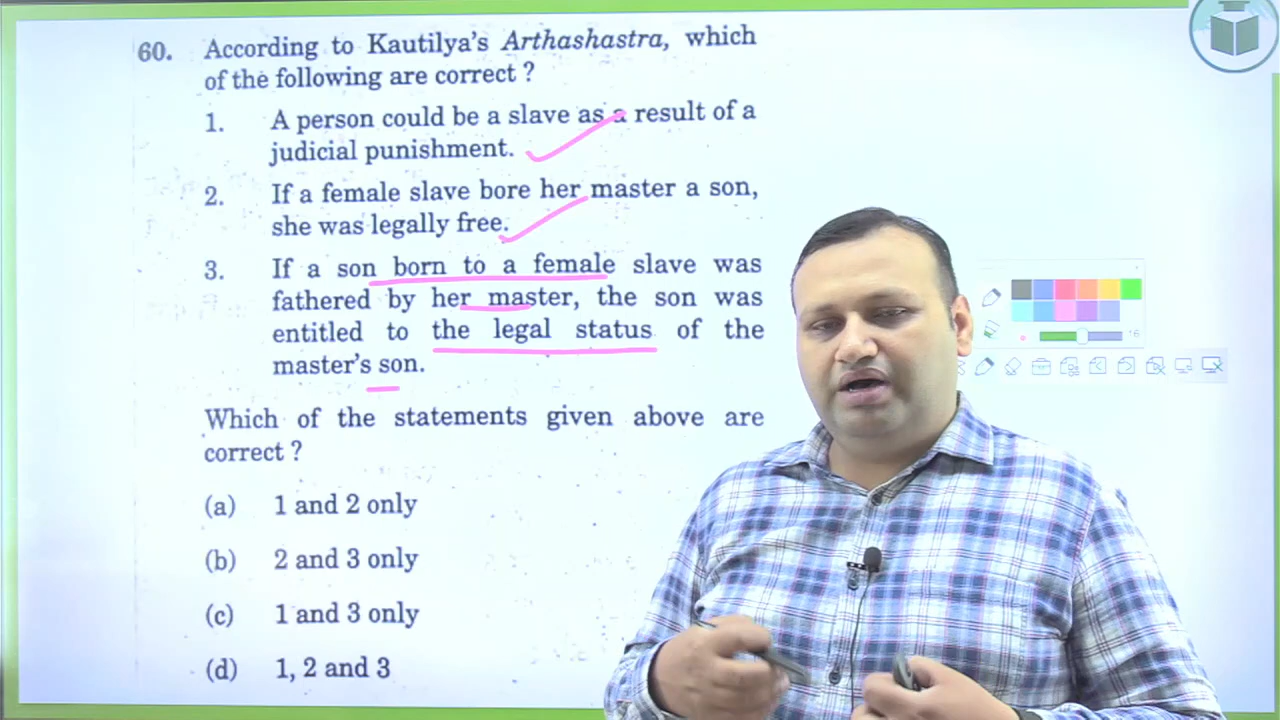 60. According to Kautilya's Arthashastra, which
of the following are correct ?
1. A person could be a slave as a result of a
judicial punishment.
2. If a female slave bore her master a son,
she was legally free.
3. If a son born to a female slave was
fathered by her master, the son was
entitled to the legal status of the
master's son.
Which of the statements given above are
correct ?
(a) 1 and 2 only
(b) 2 and 3 only
(c) 1 and 3 only
(d) 1, 2 and 3
16